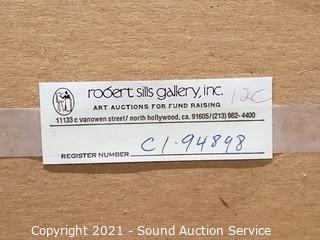 robert sills gallery, inc. 12C
ART AUCTIONS FOR FUND RAISING
11133 c vanowen street/ north hollywood, ca. 91605/(213) 982-4400
REGISTER NUMBER C1-94898
Copyright 2021 - Sound Auction Service